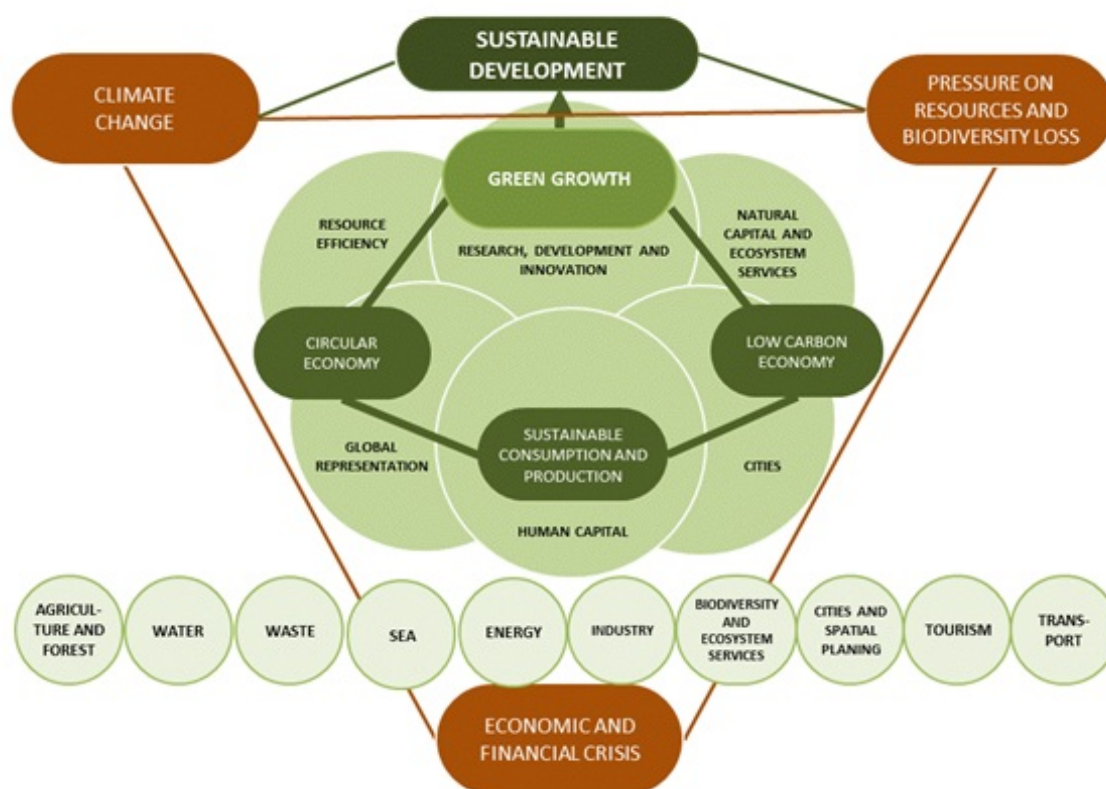 SUSTAINABLE
DEVELOPMENT
CLIMATE
CHANGE
PRESSURE ON
RESOURCES AND
BIODIVERSITY LOSS
GREEN GROWTH
RESOURCE
EFFICIENCY
RESEARCH, DEVELOPMENT AND
INNOVATION
NATURAL
CAPITAL AND
ECOSYSTEM
SERVICES
CIRCULAR
ECONOMY
LOW CARBON
ECONOMY
GLOBAL
REPRESENTATION
SUSTAINABLE
CONSUMPTION AND
PRODUCTION
CITIES
HUMAN CAPITAL
AGRICUL-
TURE AND
FOREST
WATER
WASTE
SEA
ENERGY
INDUSTRY
BIODIVERSITY
AND
ECOSYSTEM
SERVICES
CITIES AND
SPATIAL
PLANING
TOURISM
TRANS-
PORT
ECONOMIC AND
FINANCIAL CRISIS